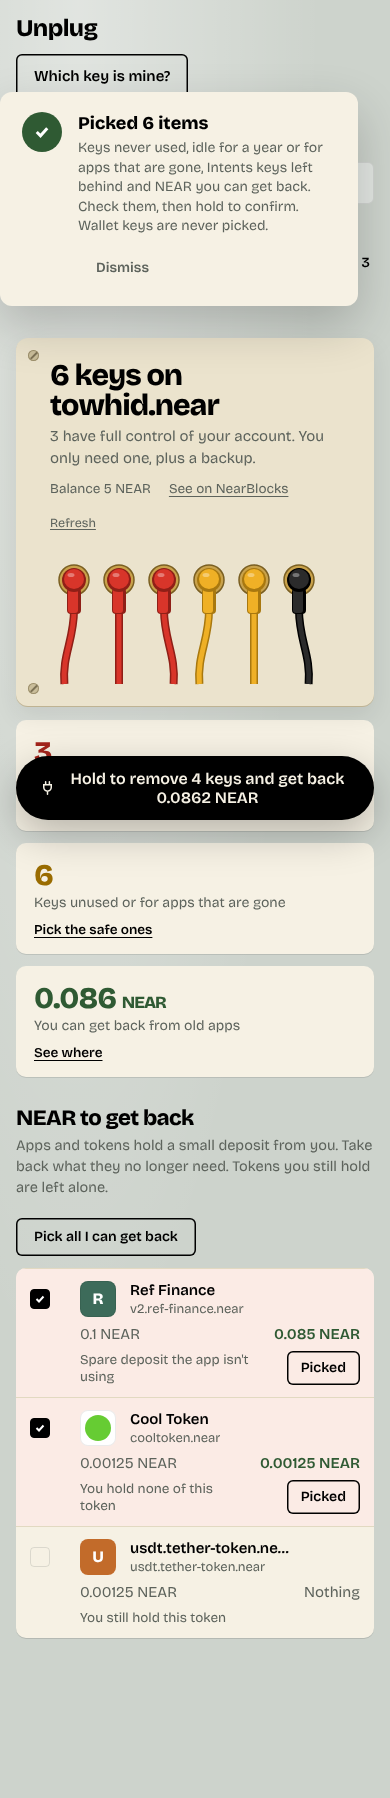 Unplug
Which key is mine?
Picked 6 items
Keys never used, idle for a year or for
apps that are gone, Intents keys left
behind and NEAR you can get back.
Check them, then hold to confirm.
Wallet keys are never picked.
Dismiss
3
6 keys on
towhid.near
3 have full control of your account. You
only need one, plus a backup.
Balance 5 NEAR See on NearBlocks
Refresh
3
Hold to remove 4 keys and get back
0.0862 NEAR
6
Keys unused or for apps that are gone
Pick the safe ones
0.086 NEAR
You can get back from old apps
See where
NEAR to get back
Apps and tokens hold a small deposit from you. Take
back what they no longer need. Tokens you still hold
are left alone.
Pick all I can get back
R
Ref Finance
v2.ref-finance.near
0.1 NEAR 0.085 NEAR
Spare deposit the app isn't
using
Picked
Cool Token
cooltoken.near
0.00125 NEAR 0.00125 NEAR
You hold none of this
token
Picked
U
usdt.tether-token.ne...
usdt.tether-token.near
0.00125 NEAR Nothing
You still hold this token